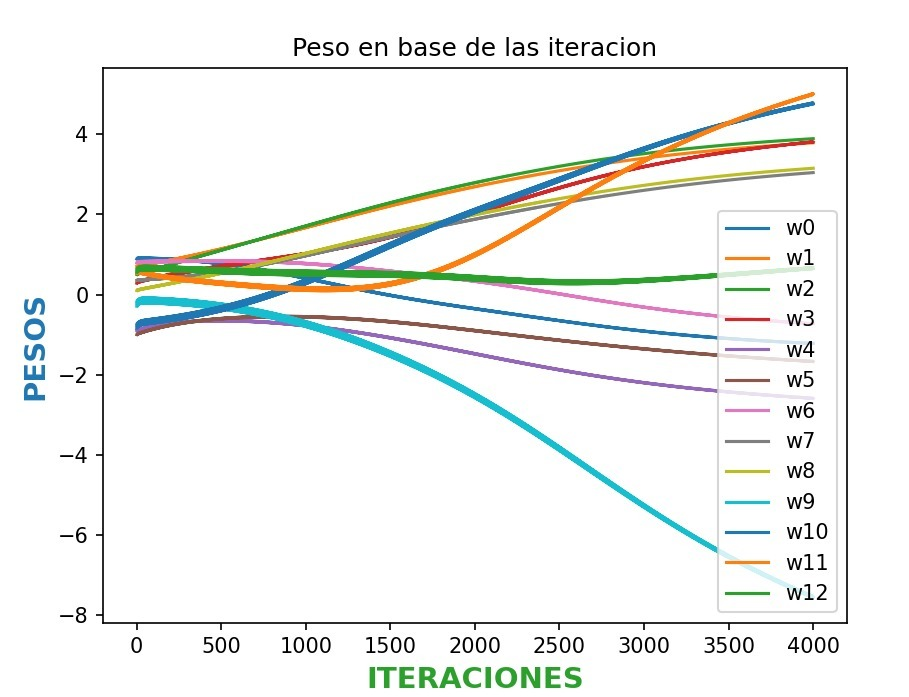 Peso en base de las iteracion
PESOS
4
2
0
−2
−4
−6
−8
w0
w1
w2
w3
w4
w5
w6
w7
w8
w9
w10
w11
w12
0 500 1000 1500 2000 2500 3000 3500 4000
ITERACIONES